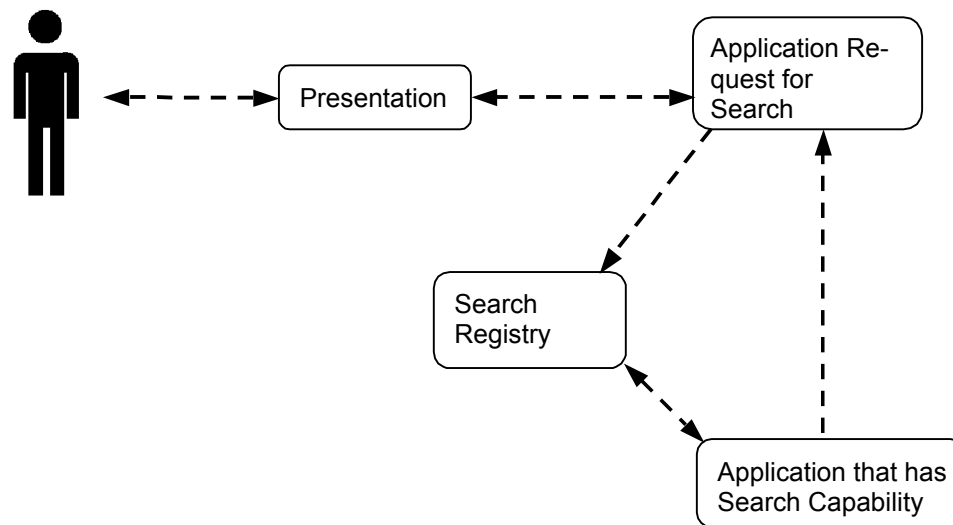 Presentation
Application Re-
quest for
Search
Search
Registry
Application that has
Search Capability